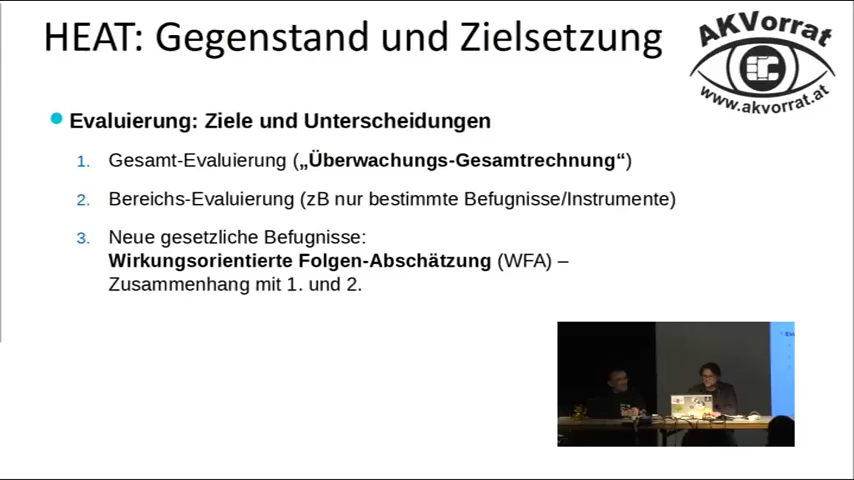 HEAT: Gegenstand und Zielsetzung
AKVorrat
www.akvorrat.at
Evaluierung: Ziele und Unterscheidungen
1. Gesamt-Evaluierung („Überwachungs-Gesamtrechnung“)
2. Bereichs-Evaluierung (zB nur bestimmte Befugnisse/Instrumente)
3. Neue gesetzliche Befugnisse:
Wirkungsorientierte Folgen-Abschätzung (WFA) –
Zusammenhang mit 1. und 2.